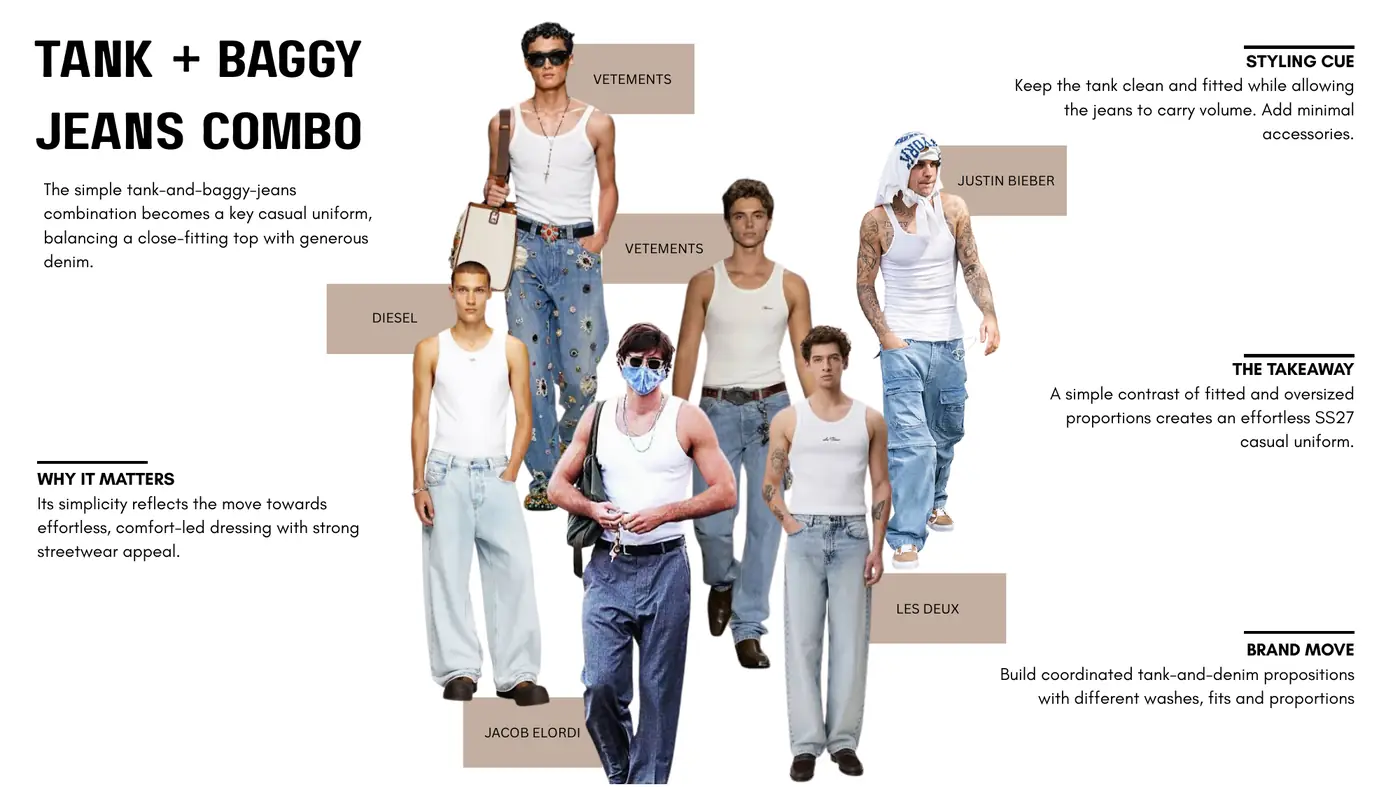 TANK + BAGGY
JEANS COMBO
The simple tank-and-baggy-jeans
combination becomes a key casual uniform,
balancing a close-fitting top with generous
denim.
WHY IT MATTERS
Its simplicity reflects the move towards
effortless, comfort-led dressing with strong
streetwear appeal.
VETEMENTS
VETEMENTS
DIESEL
JUSTIN BIEBER
LES DEUX
JACOB ELORDI
STYLING CUE
Keep the tank clean and fitted while allowing
the jeans to carry volume. Add minimal
accessories.
THE TAKEAWAY
A simple contrast of fitted and oversized
proportions creates an effortless SS27
casual uniform.
BRAND MOVE
Build coordinated tank-and-denim propositions
with different washes, fits and proportions